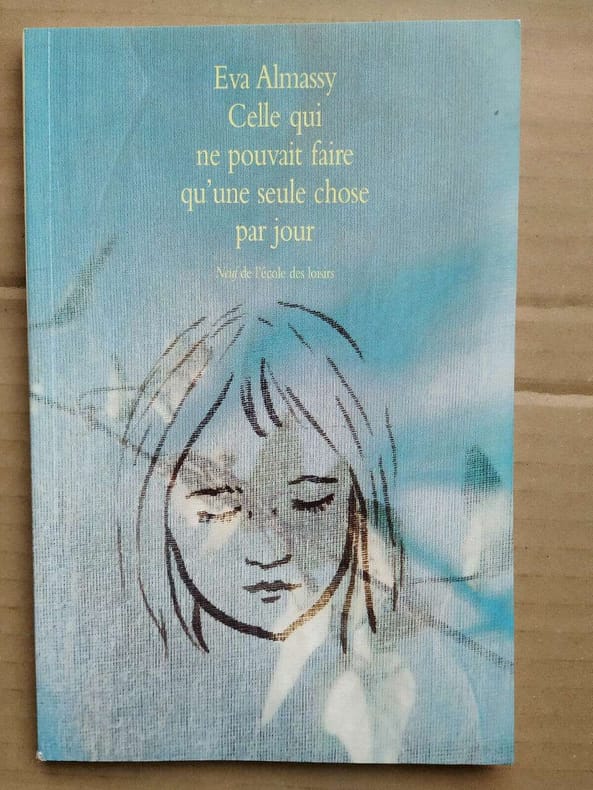 Eva Almassy
Celle qui
ne pouvait faire
qu'une seule chose
par jour
Neuf de l'école des loisirs